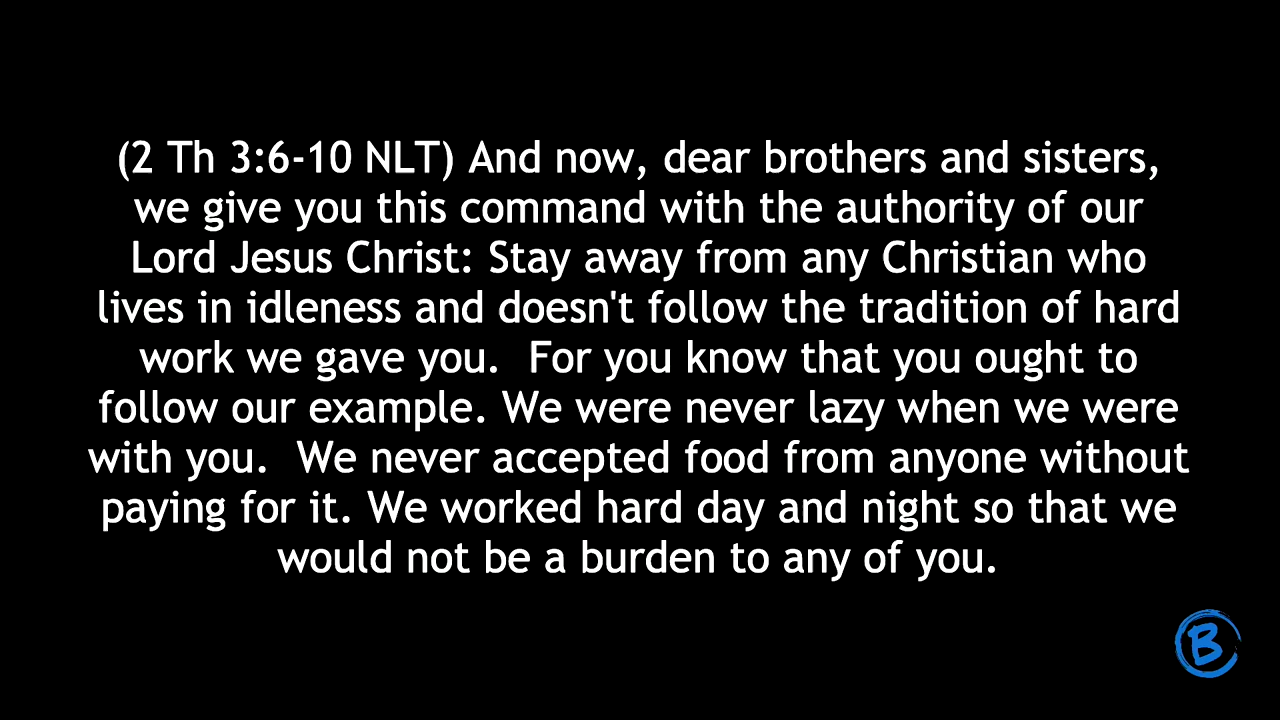 (2 Th 3:6-10 NLT) And now, dear brothers and sisters,
we give you this command with the authority of our
Lord Jesus Christ: Stay away from any Christian who
lives in idleness and doesn't follow the tradition of hard
work we gave you.  For you know that you ought to
follow our example. We were never lazy when we were
with you.  We never accepted food from anyone without
paying for it. We worked hard day and night so that we
would not be a burden to any of you.
B